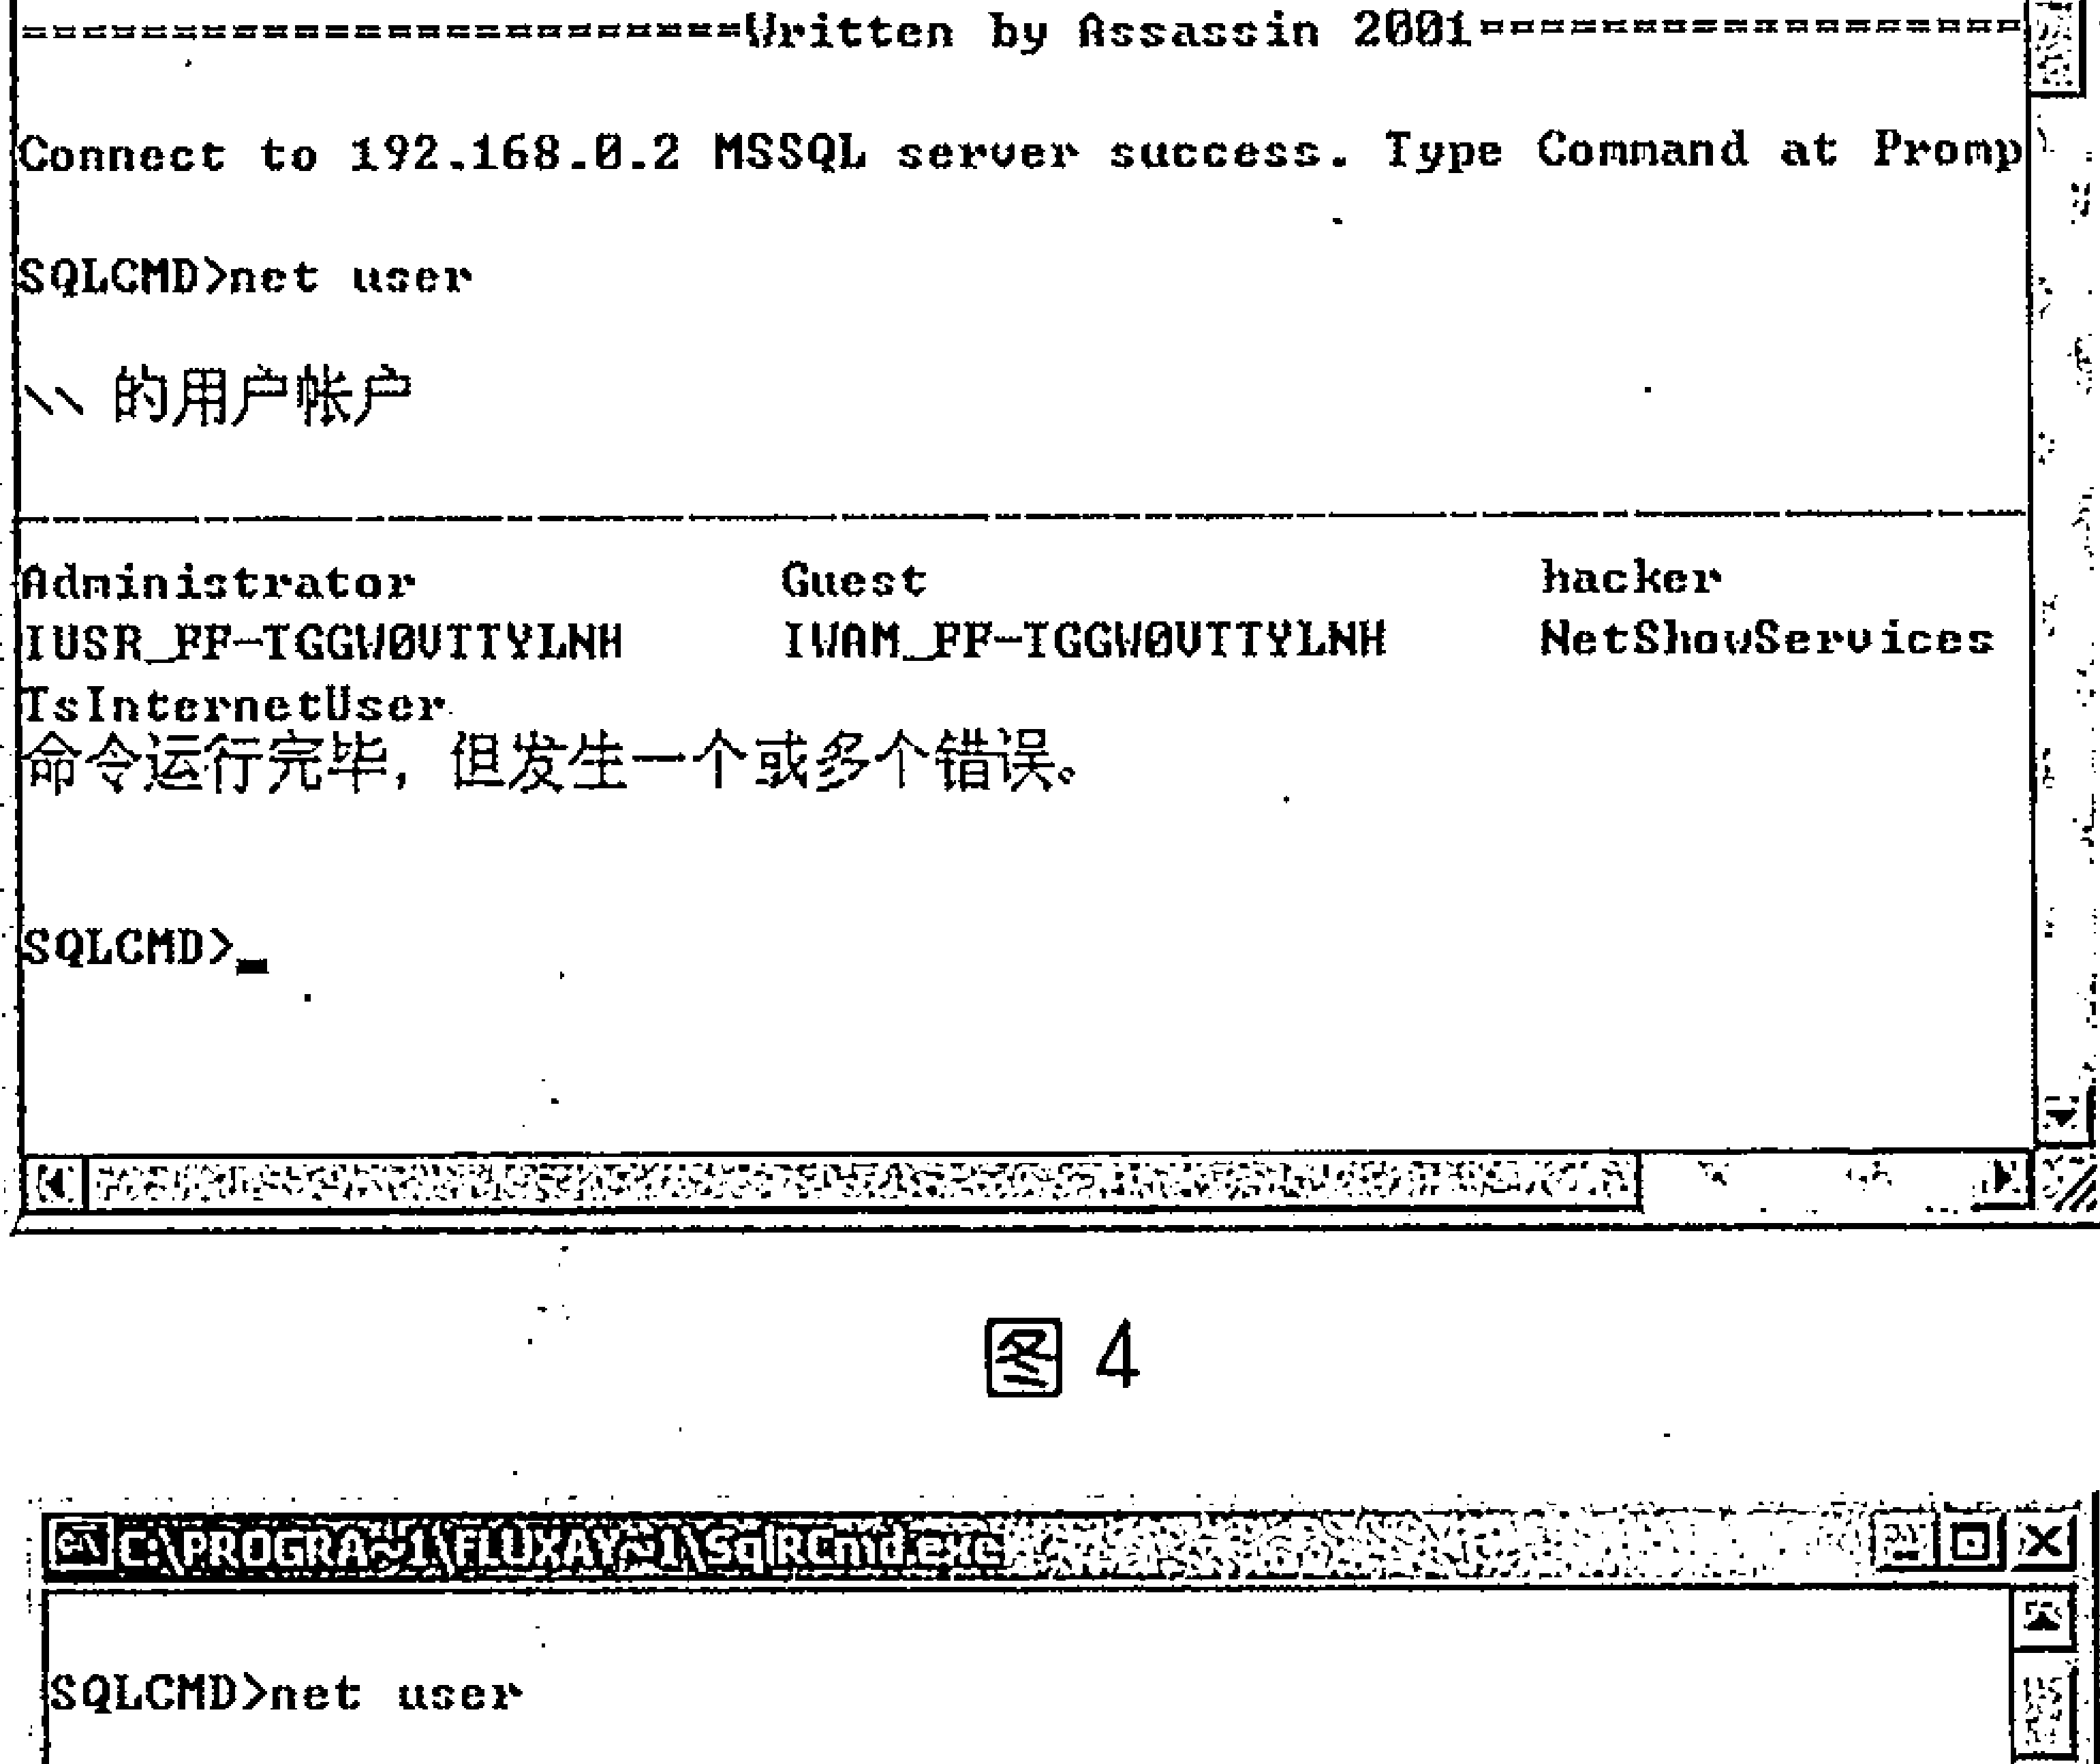 ========================Written by Assassin 2001==================
Connect to 192.168.0.2 MSSQL server success. Type Command at Promp
SQLCMD>net user
\\ 的用户帐户
-------------------------------------------------------------------
Administrator Guest hacker
IUSR_FF-TGGW0VTTYLNH IWAM_FF-TGGW0VTTYLNH NetShowServices
TsInternetUser
命令运行完毕，但发生一个或多个错误。
SQLCMD>_
图 4
C:\PROGRA~1\FLUXAY~1\SqlRCmd.exe
SQLCMD>net user